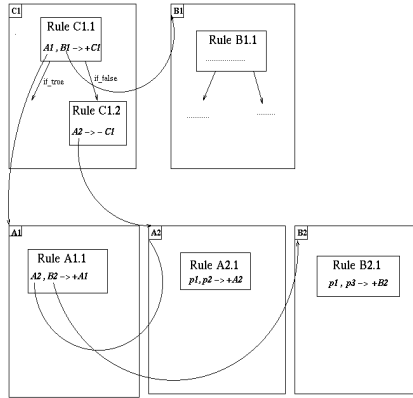 C1
Rule C1.1
A1 , B1 -> +C1
if_true
if_false
Rule C1.2
A2 -> - C1
B1
Rule B1.1
A1
Rule A1.1
A2 , B2 -> +A1
A2
Rule A2.1
p1, p2 -> +A2
B2
Rule B2.1
p1 , p3 -> +B2